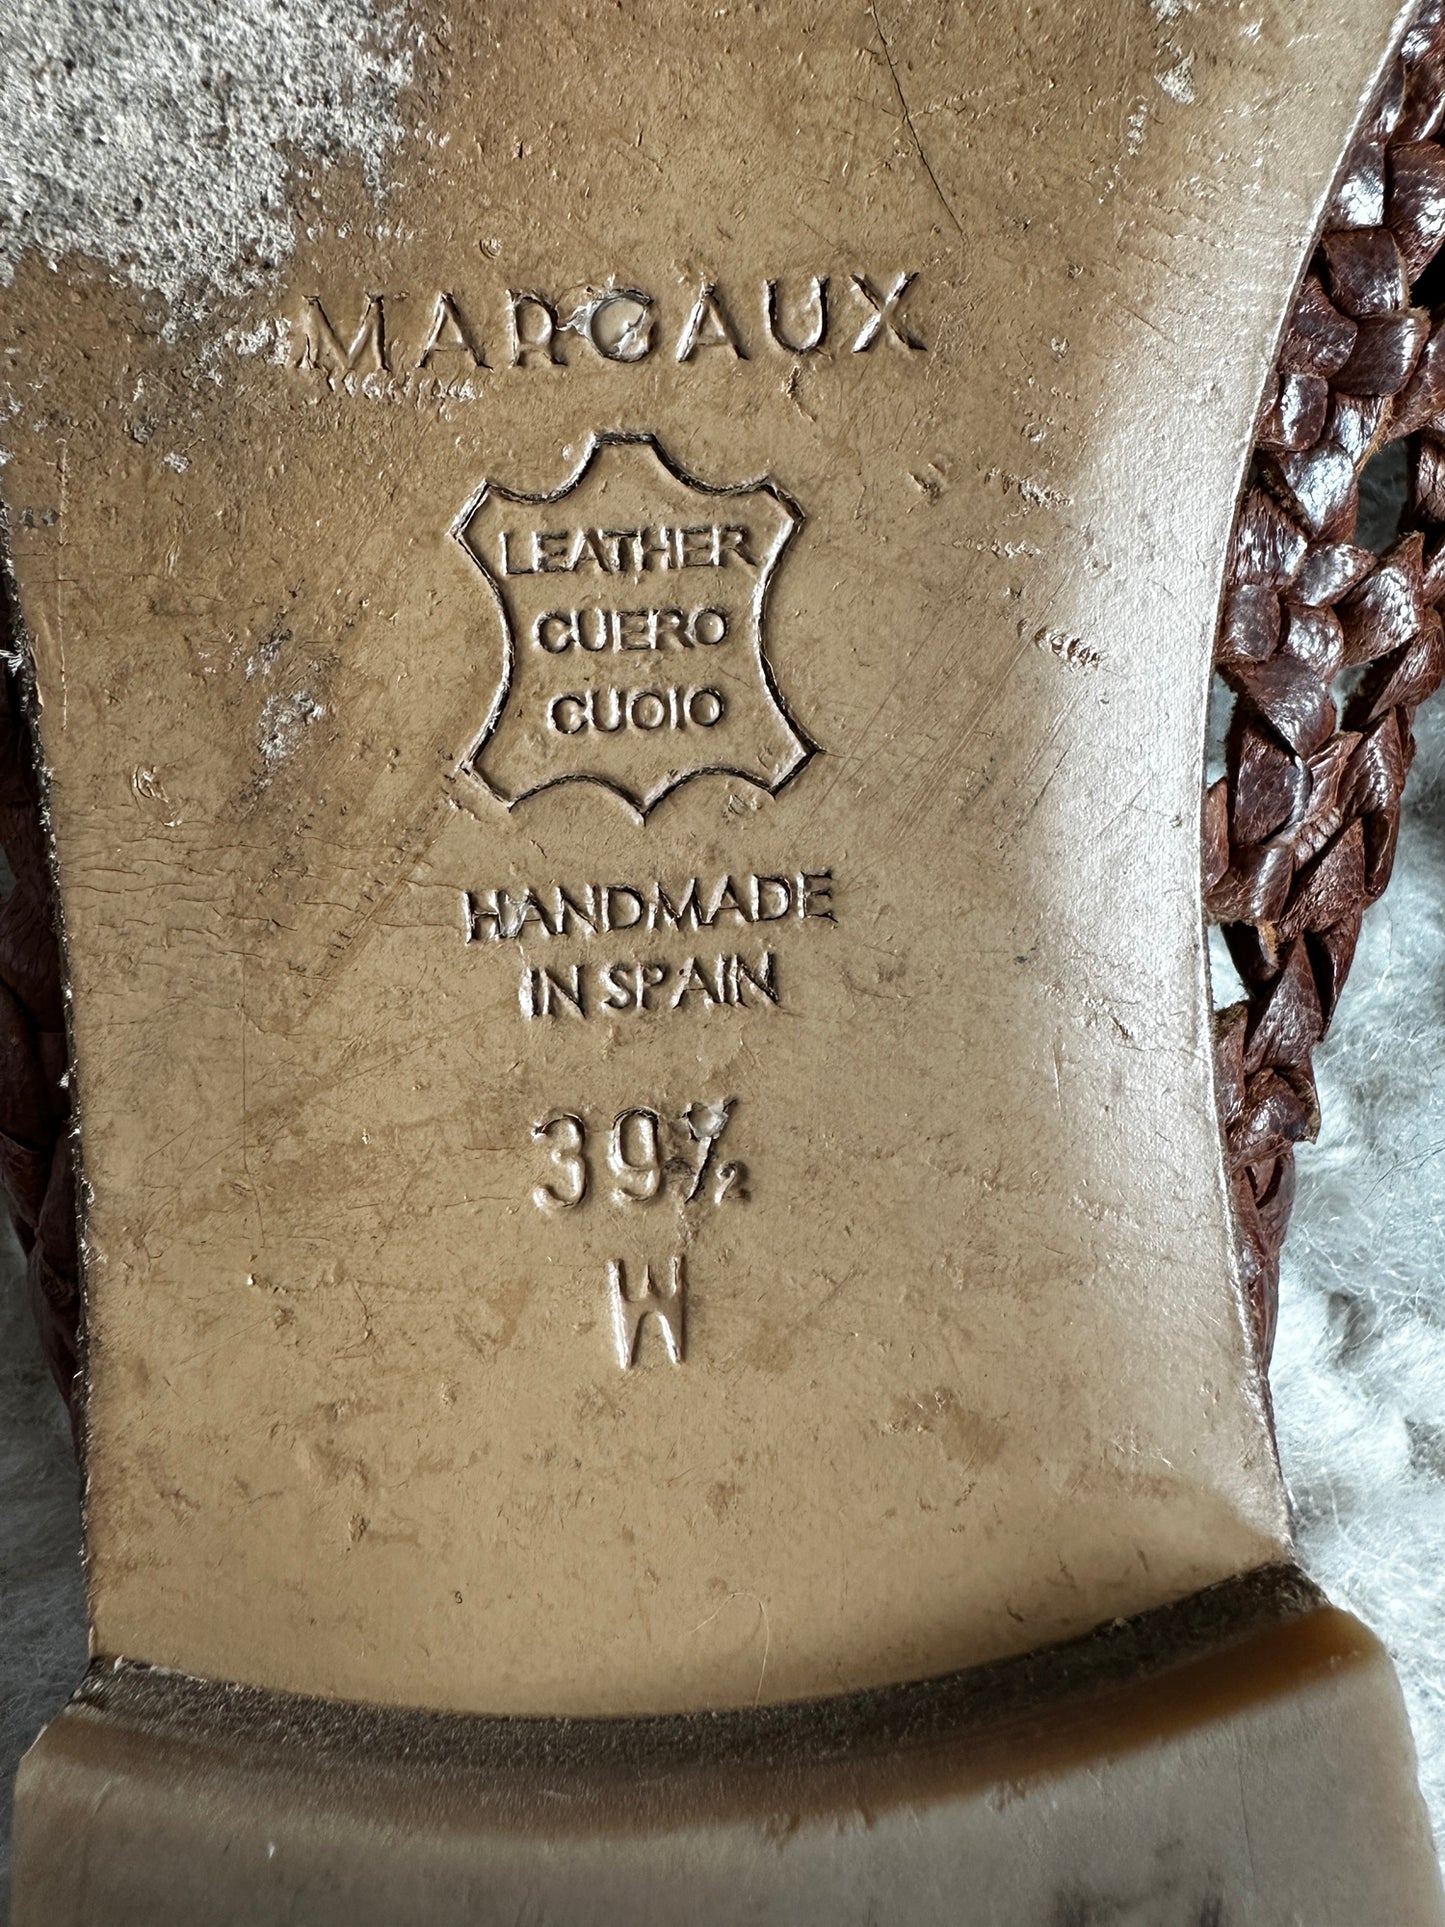 MARGAUX
LEATHER
CUERO
CUOIO
HANDMADE
IN SPAIN
39½
W